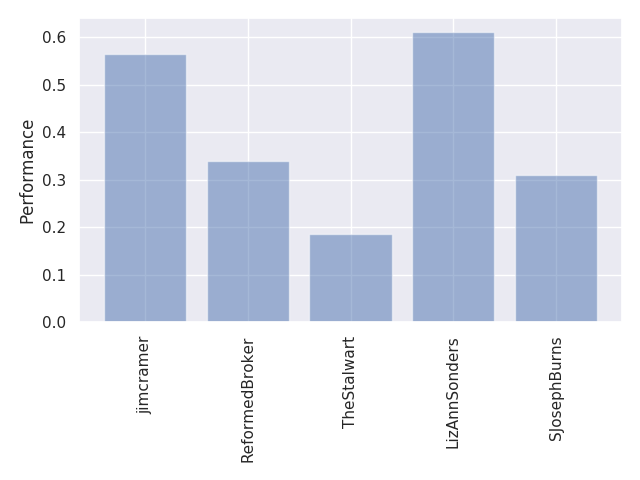 0.6
0.5
0.4
0.3
0.2
0.1
0.0
Performance
jimcramer
ReformedBroker
TheStalwart
LizAnnSonders
SJosephBurns